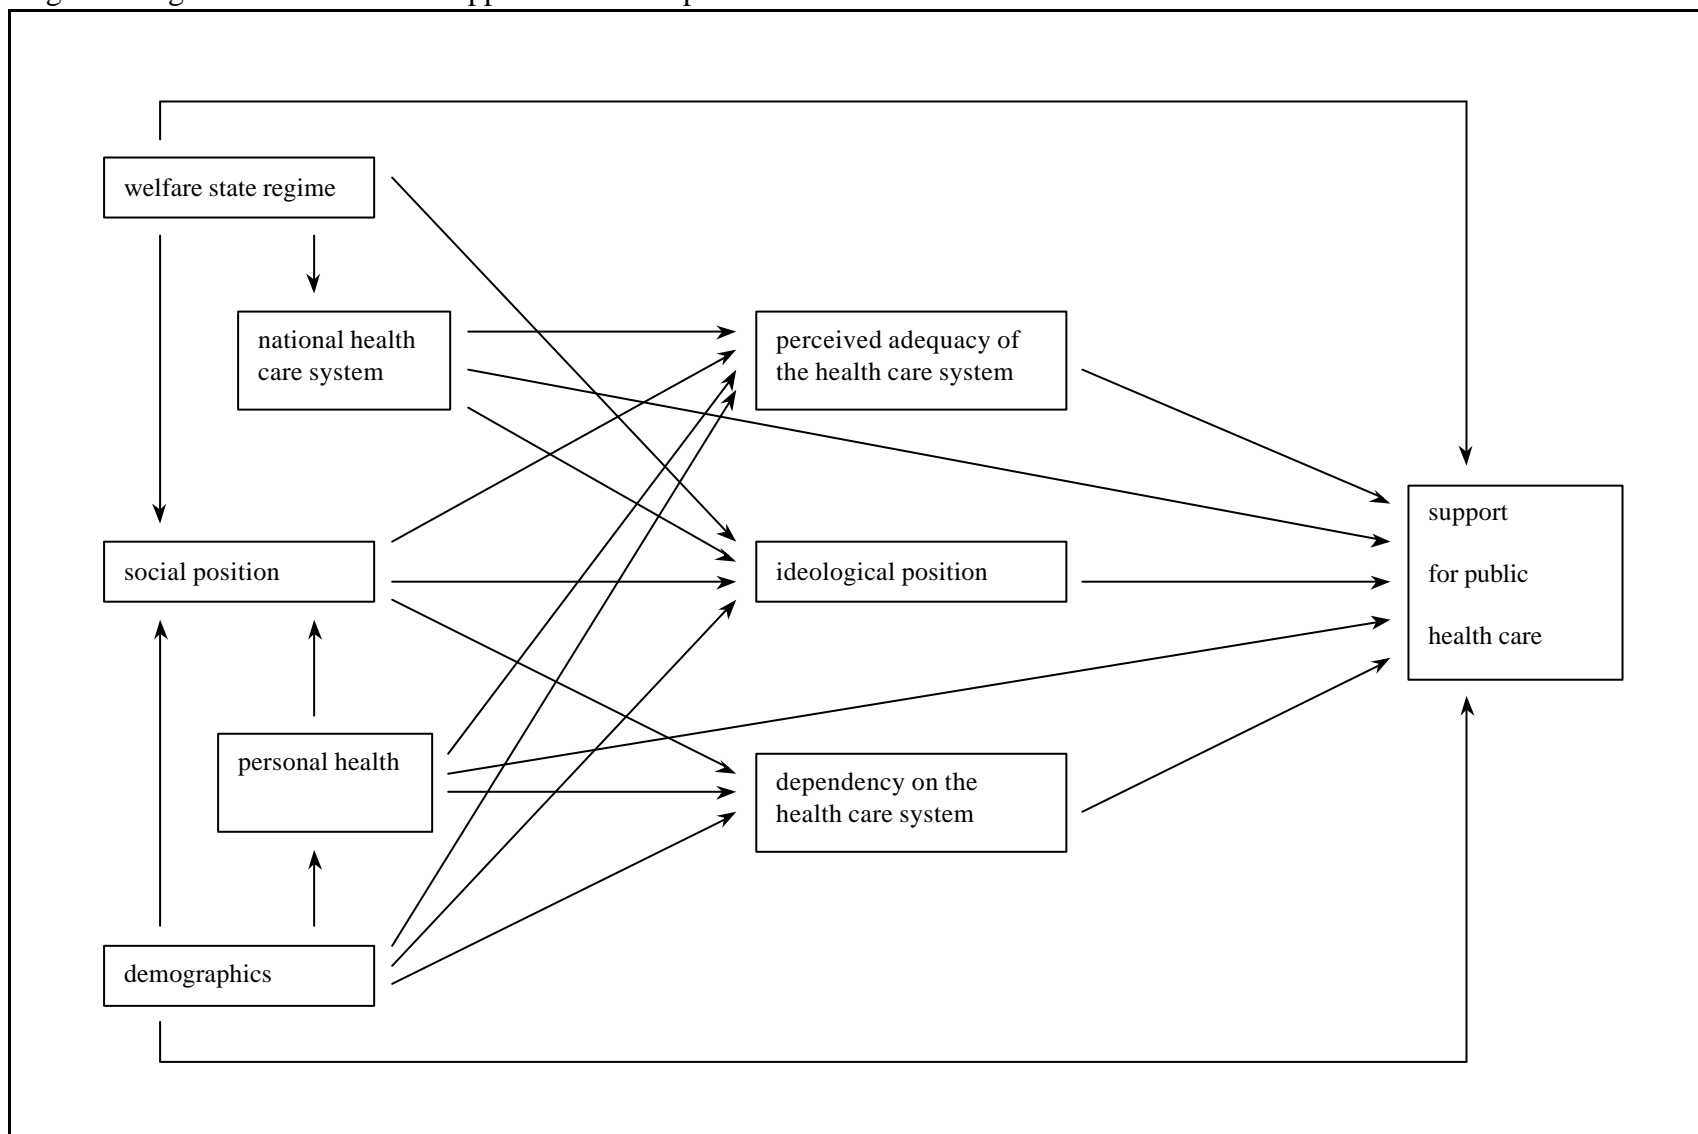 welfare state regime
national health
care system
perceived adequacy of
the health care system
support
for public
health care
social position
ideological position
personal health
dependency on the
health care system
demographics